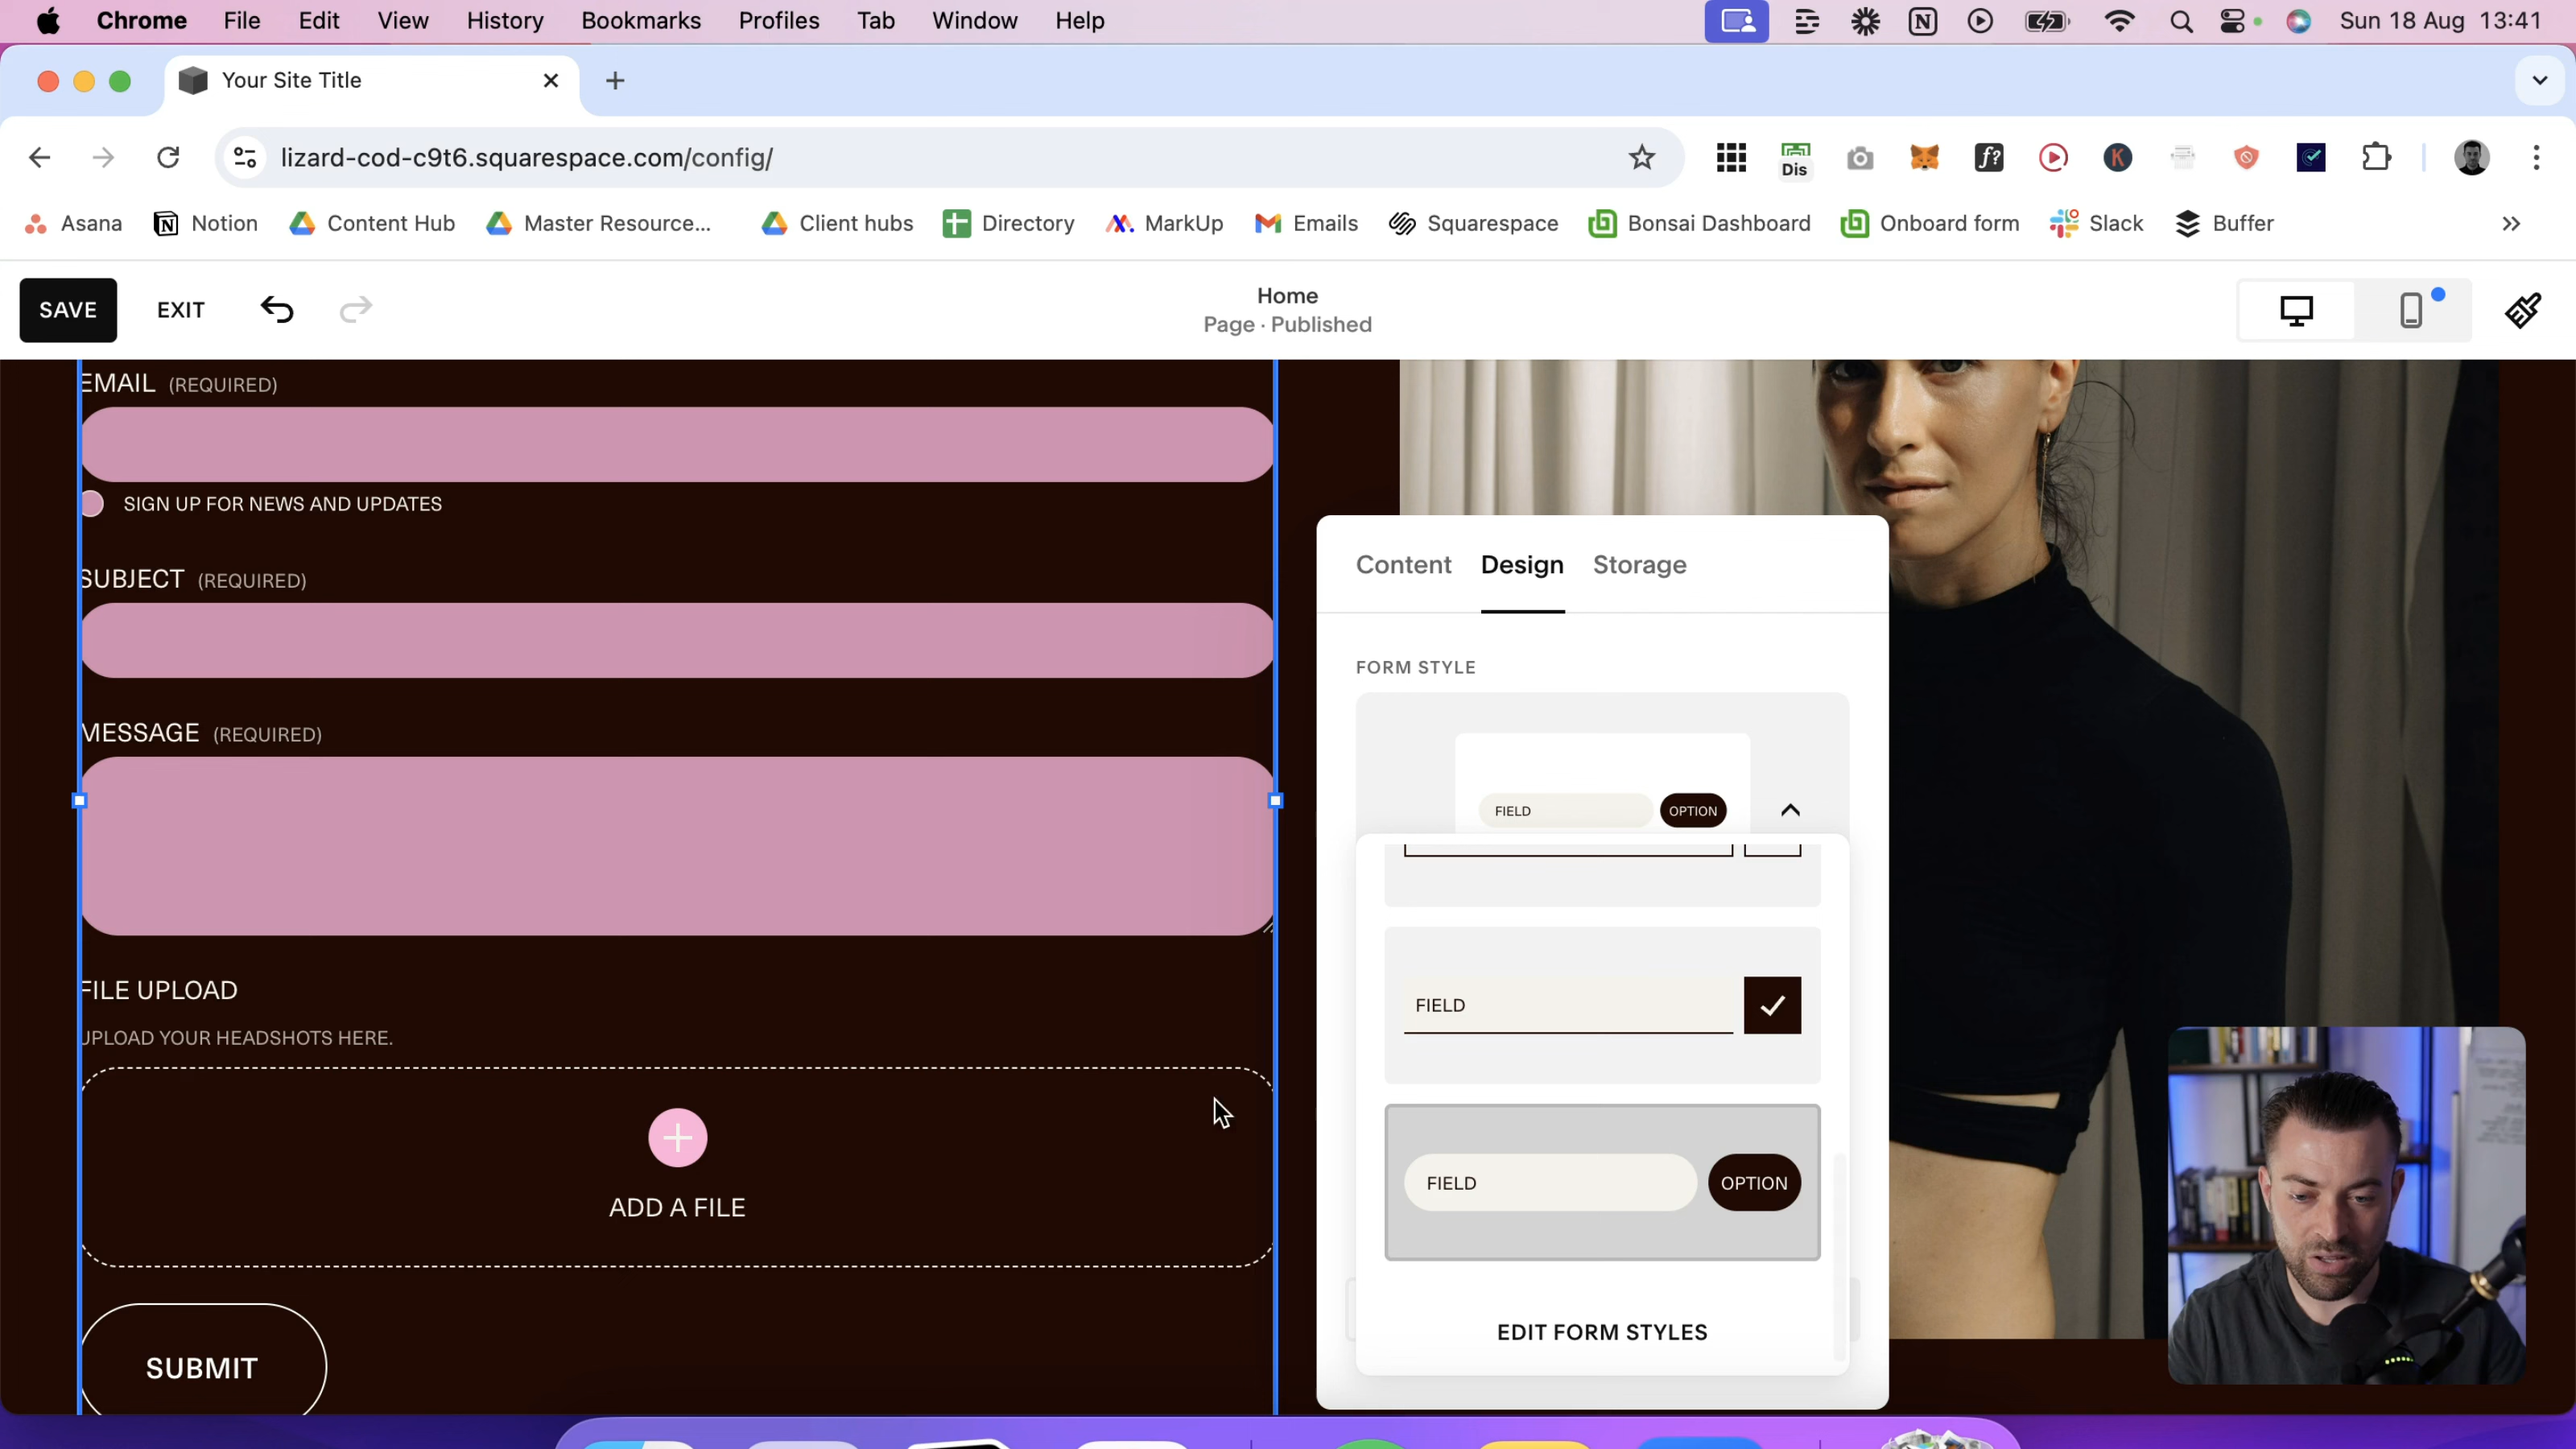 Chrome File Edit View History Bookmarks Profiles Tab Window Help Sun 18 Aug 13:41
Your Site Title
lizard-cod-c9t6.squarespace.com/config/
Dis
Asana Notion Content Hub Master Resource... Client hubs Directory MarkUp Emails Squarespace Bonsai Dashboard Onboard form Slack Buffer
SAVE EXIT
Home
Page · Published
EMAIL (REQUIRED)
SIGN UP FOR NEWS AND UPDATES
SUBJECT (REQUIRED)
MESSAGE (REQUIRED)
FILE UPLOAD
UPLOAD YOUR HEADSHOTS HERE.
ADD A FILE
SUBMIT
Content Design Storage
FORM STYLE
FIELD OPTION
FIELD
FIELD OPTION
EDIT FORM STYLES